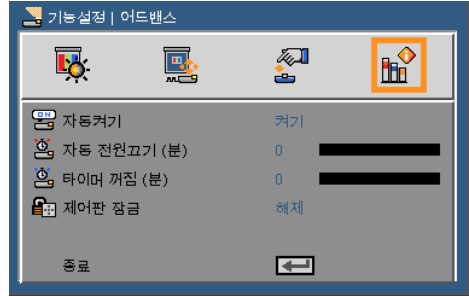 기능설정 | 어드밴스
ON 자동켜기 켜기
자동 전원끄기 (분) 0
타이머 꺼짐 (분) 0
제어판 잠금 해제
종료